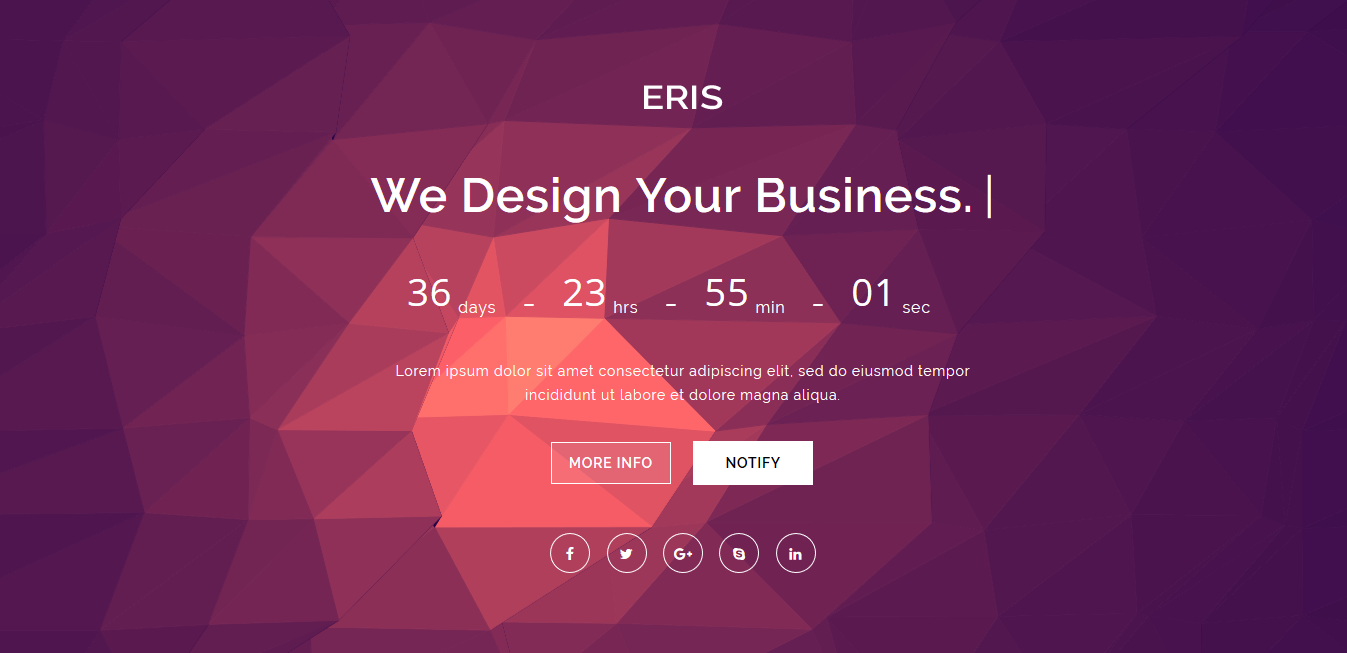 ERIS
We Design Your Business. |
36 days - 23 hrs - 55 min - 01 sec
Lorem ipsum dolor sit amet consectetur adipiscing elit, sed do eiusmod tempor
incididunt ut labore et dolore magna aliqua.
MORE INFO NOTIFY